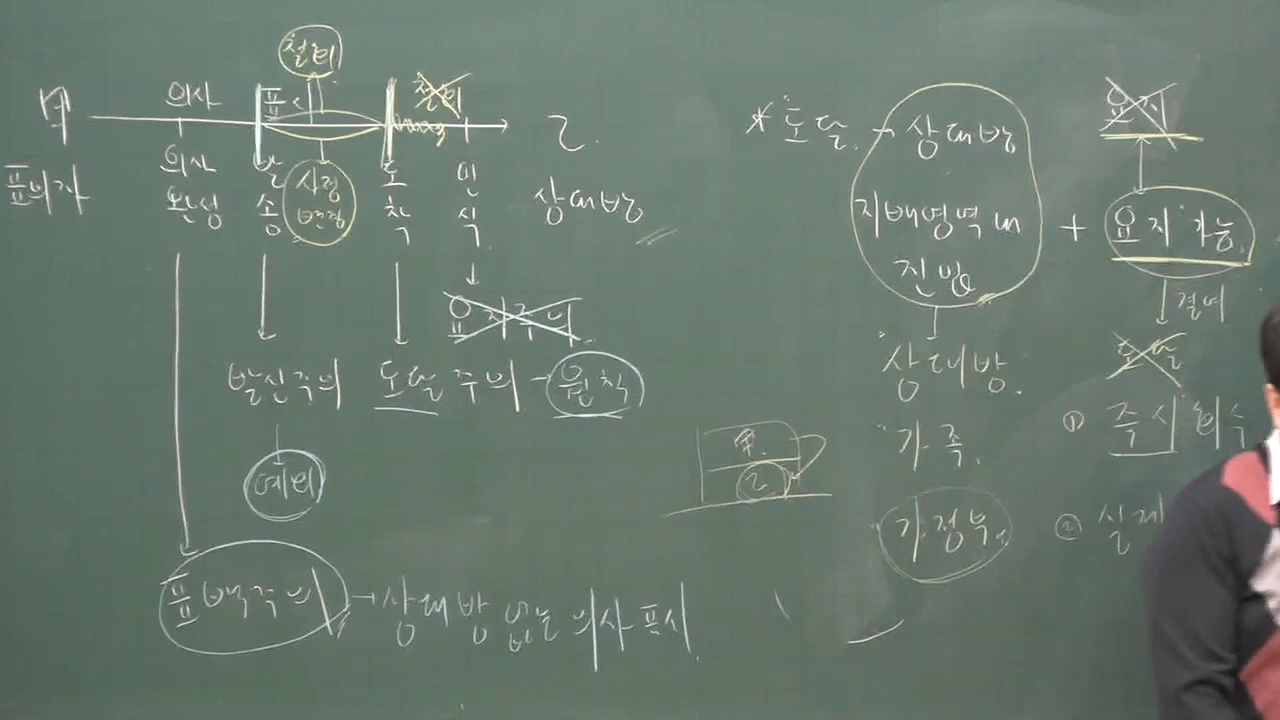 철회
甲 의사 표시 철회 乙.
표의자 의사완성 발송 사정변경 도착 인식. 상대방
요지주의
발신주의 도달주의 - 원칙
예외
표백주의 → 상대방 없는 의사표시.
甲.
乙
* "도달. → 상대방 지배영역내 진입 + 요지"가능.
요지
"상대방.
"가족.
"가정부.
결여
도달
① 즉시 회수
② 실제